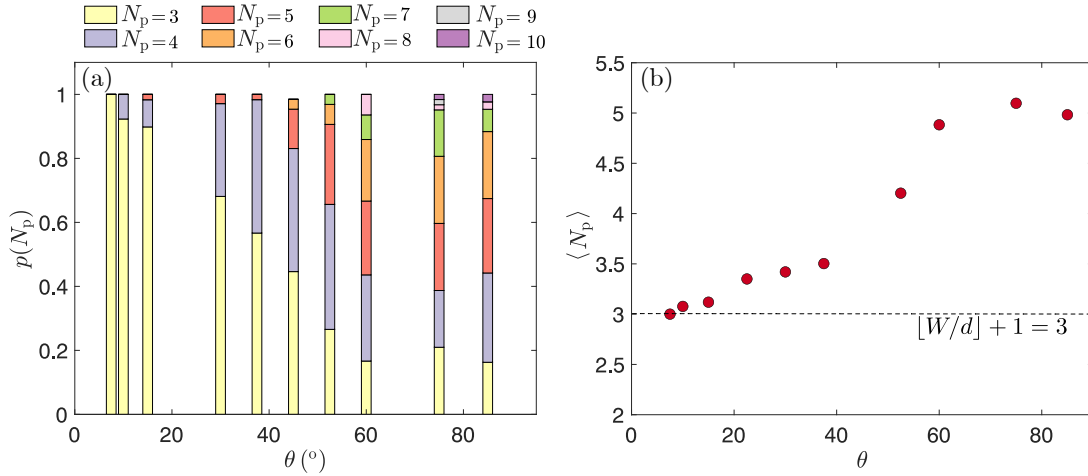 N_p = 3 N_p = 5 N_p = 7 N_p = 9
N_p = 4 N_p = 6 N_p = 8 N_p = 10
(a)
1
0.8
0.6
0.4
0.2
0
p(N_p)
0 20 40 60 80
θ (°)
(b)
5.5
5
4.5
4
3.5
3
2.5
2
⟨N_p⟩
⌊W/d⌋ + 1 = 3
0 20 40 60 80
θ